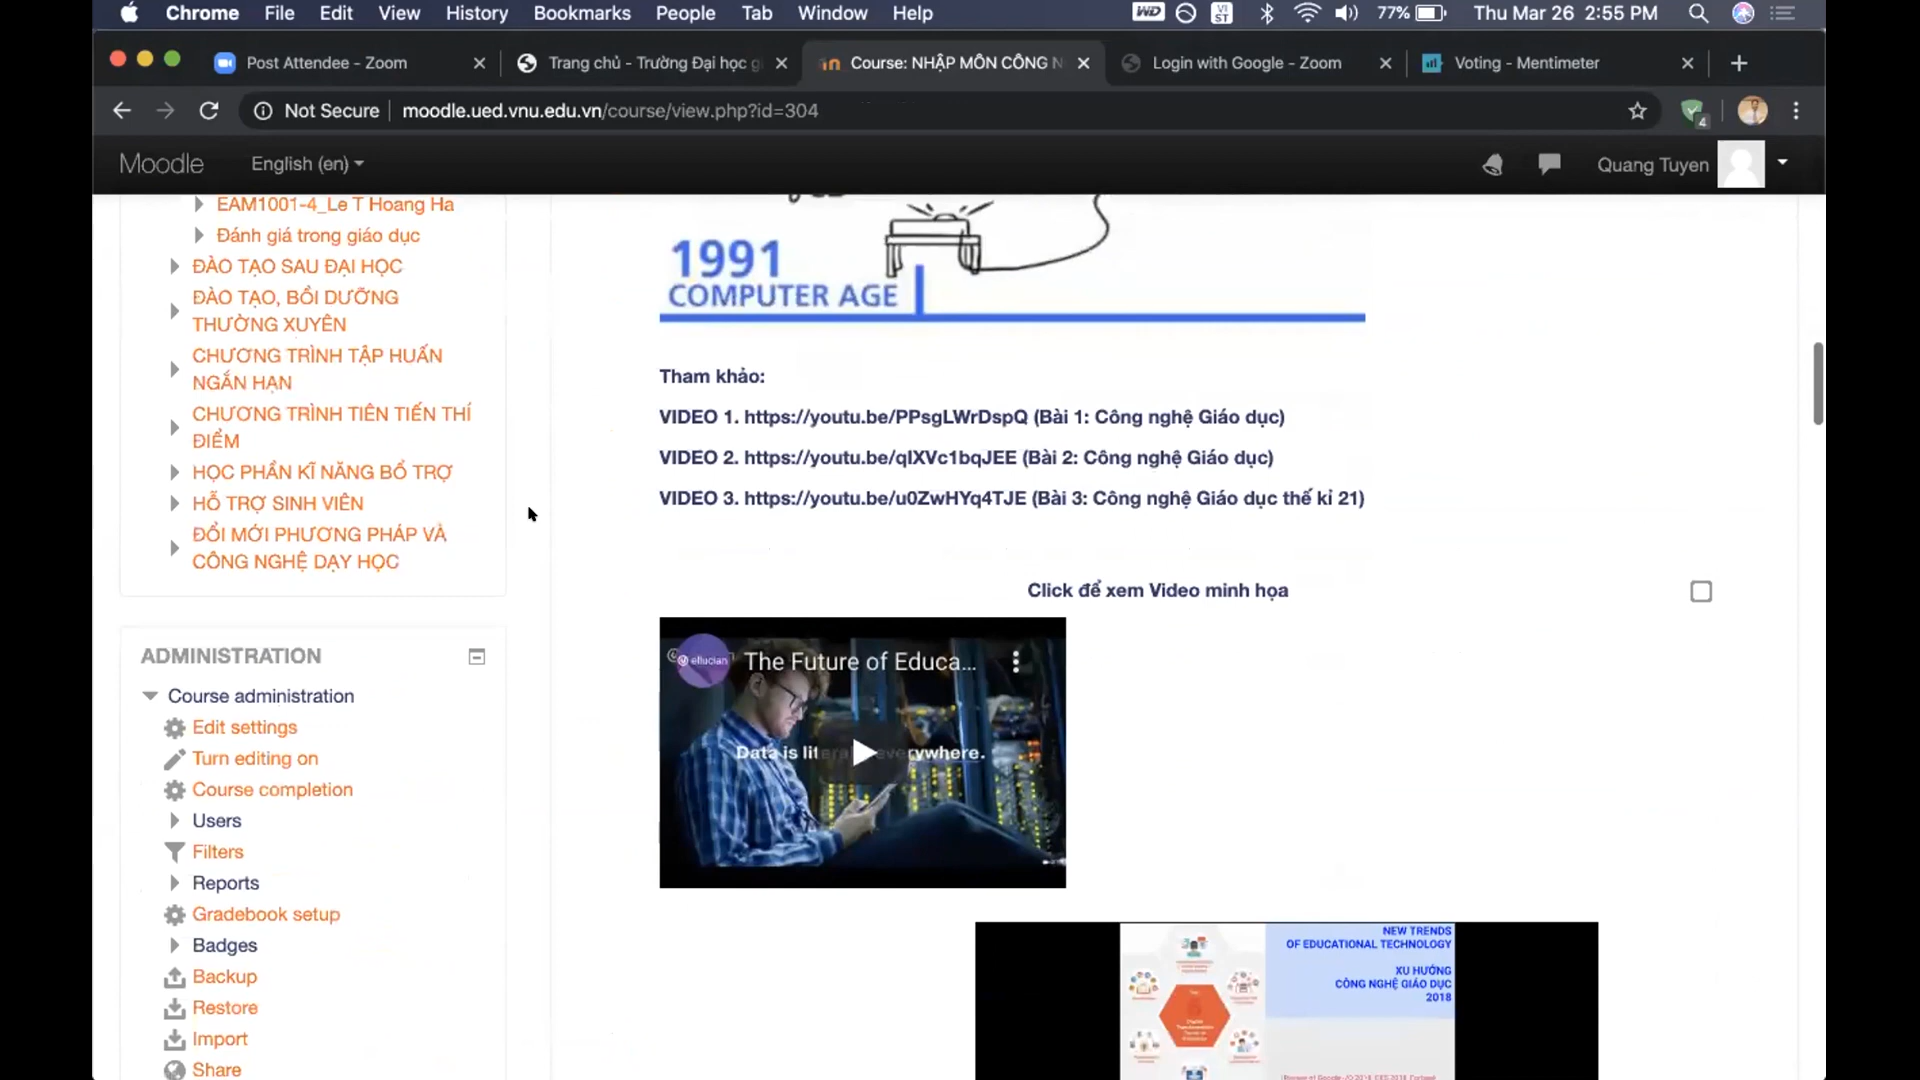 Chrome File Edit View History Bookmarks People Tab Window Help
WD VI ST 77% Thu Mar 26 2:55 PM
Post Attendee - Zoom
Trang chủ - Trường Đại học g
Course: NHẬP MÔN CÔNG N
Login with Google - Zoom
Voting - Mentimeter
Not Secure moodle.ued.vnu.edu.vn/course/view.php?id=304
4
Moodle English (en) Quang Tuyen
EAM1001-4_Le T Hoang Ha
Đánh giá trong giáo dục
ĐÀO TẠO SAU ĐẠI HỌC
ĐÀO TẠO, BỒI DƯỠNG
THƯỜNG XUYÊN
CHƯƠNG TRÌNH TẬP HUẤN
NGẮN HẠN
CHƯƠNG TRÌNH TIÊN TIẾN THÍ
ĐIỂM
HỌC PHẦN KĨ NĂNG BỔ TRỢ
HỖ TRỢ SINH VIÊN
ĐỔI MỚI PHƯƠNG PHÁP VÀ
CÔNG NGHỆ DẠY HỌC
ADMINISTRATION
Course administration
Edit settings
Turn editing on
Course completion
Users
Filters
Reports
Gradebook setup
Badges
Backup
Restore
Import
Share
1991
COMPUTER AGE
Tham khảo:
VIDEO 1. https://youtu.be/PPsgLWrDspQ (Bài 1: Công nghệ Giáo dục)
VIDEO 2. https://youtu.be/qIXVc1bqJEE (Bài 2: Công nghệ Giáo dục)
VIDEO 3. https://youtu.be/u0ZwHYq4TJE (Bài 3: Công nghệ Giáo dục thế kỉ 21)
Click để xem Video minh họa
ellucian The Future of Educa...
Data is
NEW TRENDS
OF EDUCATIONAL TECHNOLOGY
XU HƯỚNG
CÔNG NGHỆ GIÁO DỤC
2018